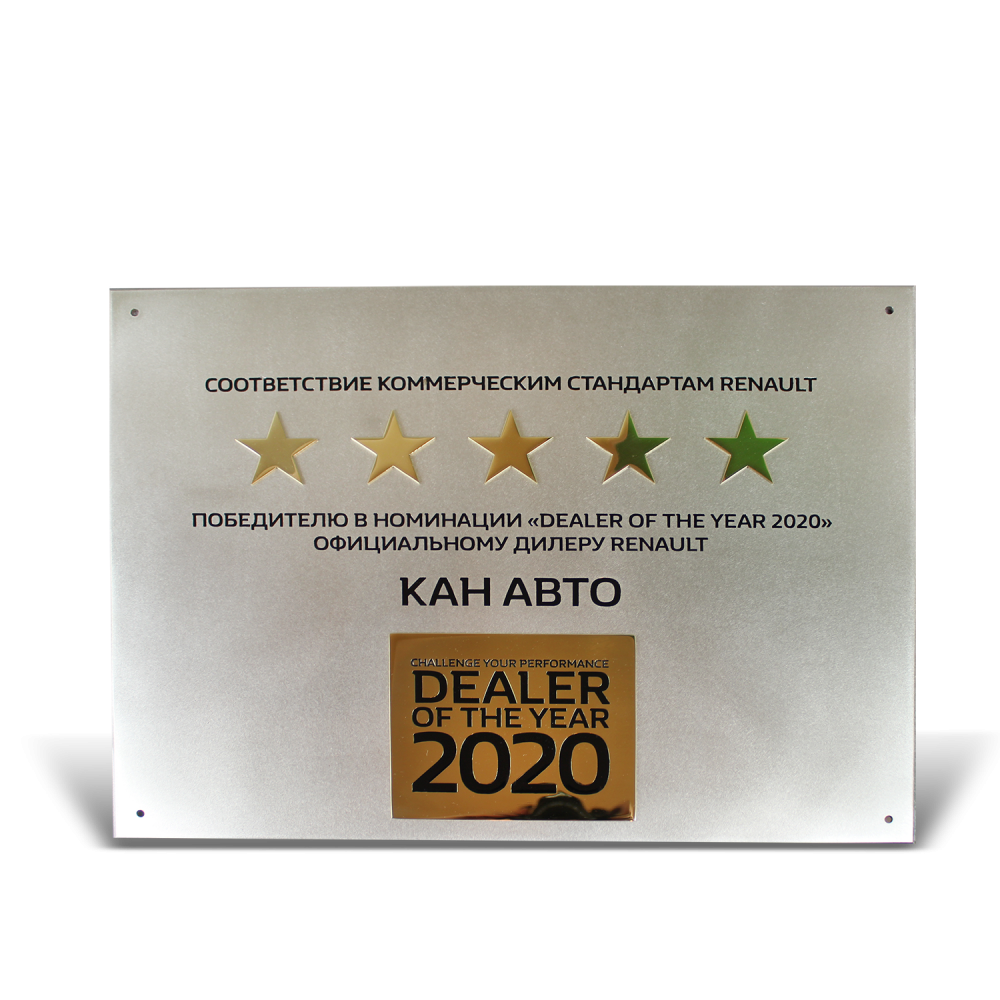 СООТВЕТСТВИЕ КОММЕРЧЕСКИМ СТАНДАРТАМ RENAULT
ПОБЕДИТЕЛЮ В НОМИНАЦИИ «DEALER OF THE YEAR 2020»
ОФИЦИАЛЬНОМУ ДИЛЕРУ RENAULT
КАН АВТО
CHALLENGE YOUR PERFORMANCE
DEALER
OF THE YEAR
2020